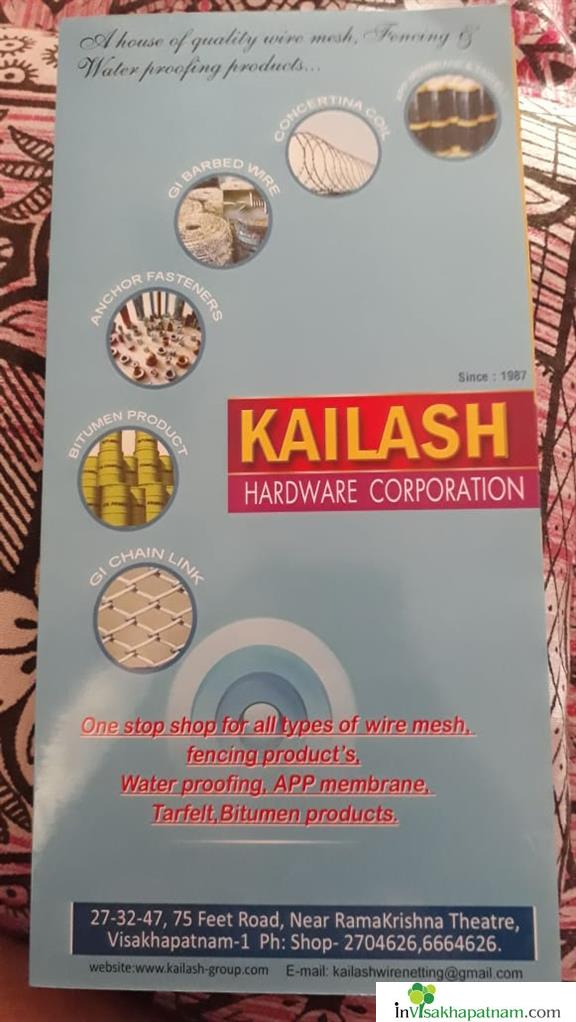 A house of quality wire mesh, Fencing &
Water proofing products...
CONCERTINA COIL
GI BARBED WIRE
ANCHOR FASTENERS
Since : 1987
KAILASH
HARDWARE CORPORATION
BITUMEN PRODUCT
GI CHAIN LINK
One stop shop for all types of wire mesh,
fencing product's,
Water proofing, APP membrane,
Tarfelt,Bitumen products.
27-32-47, 75 Feet Road, Near RamaKrishna Theatre,
Visakhapatnam-1 Ph: Shop- 2704626,6664626.
website:www.kailash-group.com E-mail: kailashwirenetting@gmail.com
inVisakhapatnam.com